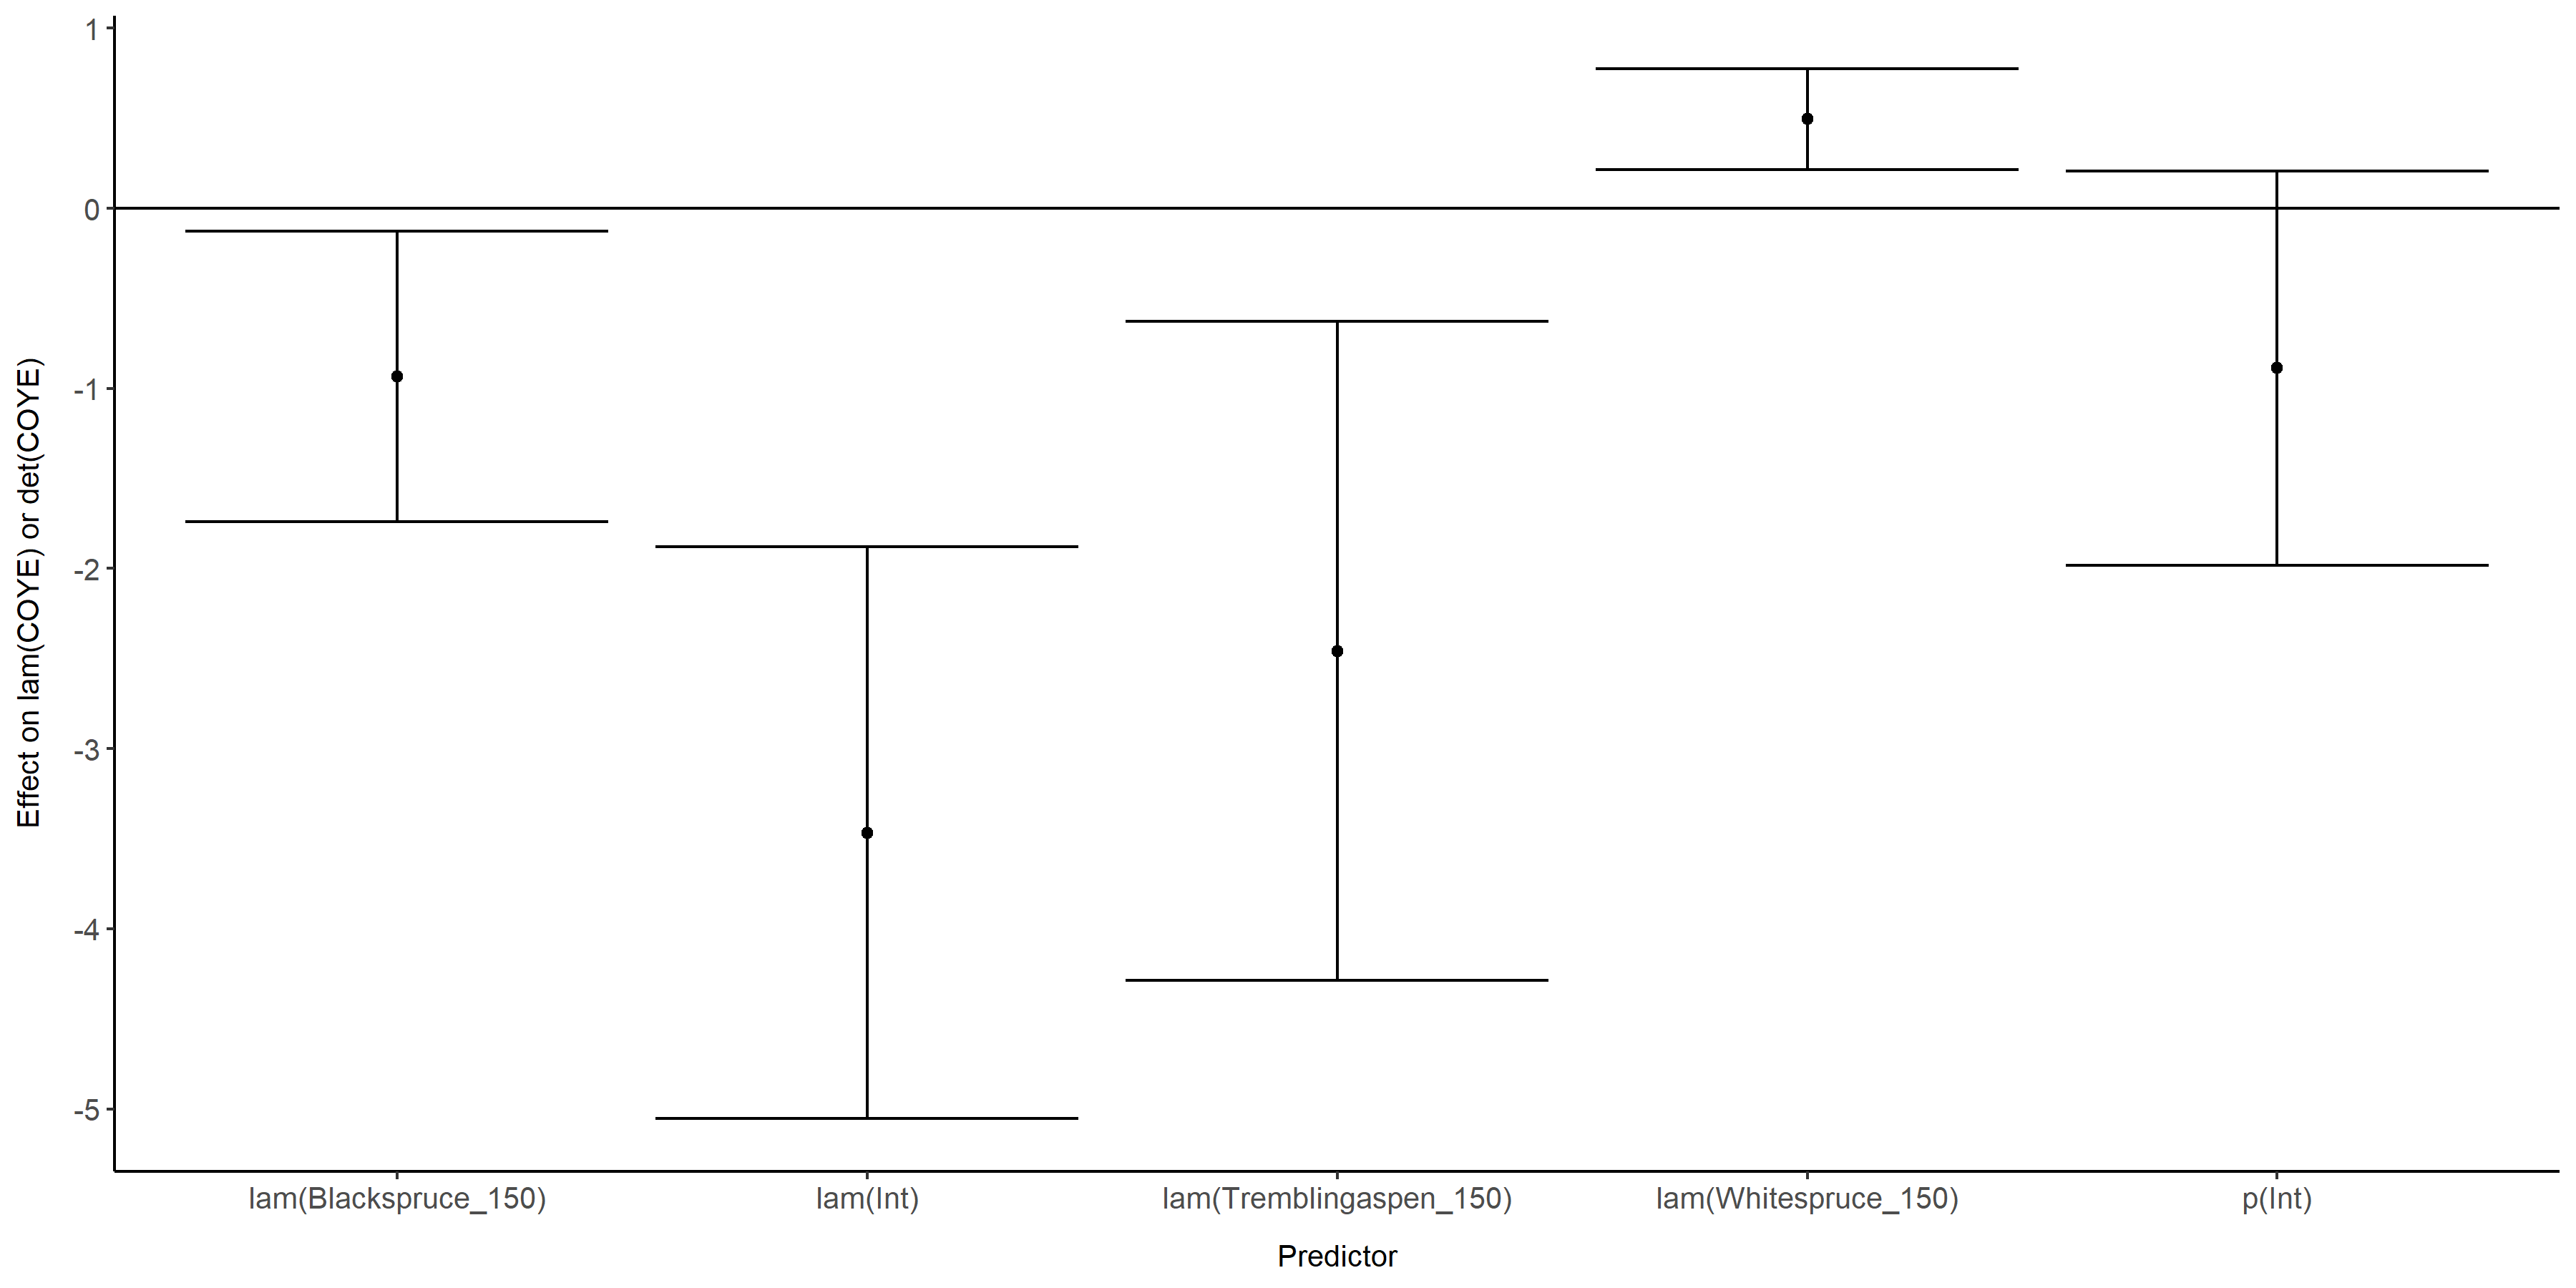 Effect on lam(COYE) or det(COYE)
1
0
-1
-2
-3
-4
-5
lam(Blackspruce_150) lam(Int) lam(Tremblingaspen_150) lam(Whitespruce_150) p(Int)
Predictor